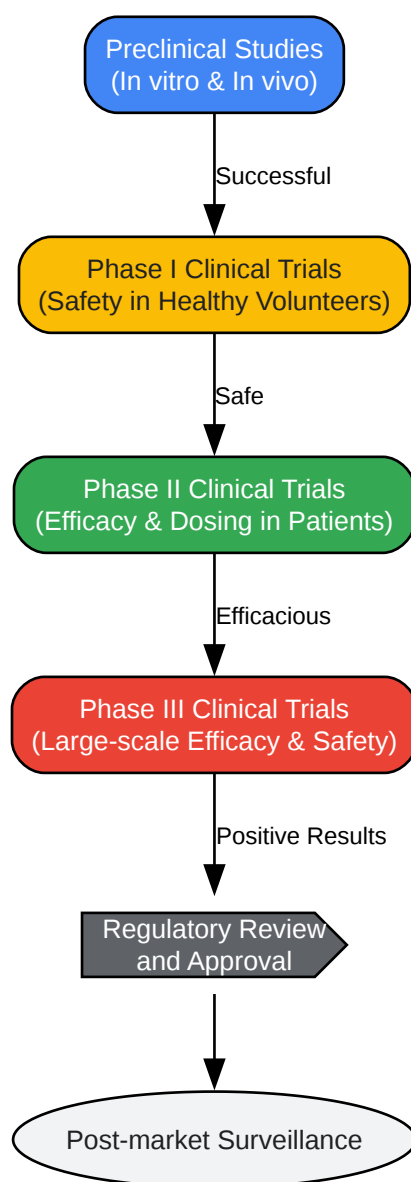 Preclinical Studies
(In vitro & In vivo)
Successful
Phase I Clinical Trials
(Safety in Healthy Volunteers)
Safe
Phase II Clinical Trials
(Efficacy & Dosing in Patients)
Efficacious
Phase III Clinical Trials
(Large-scale Efficacy & Safety)
Positive Results
Regulatory Review
and Approval
Post-market Surveillance